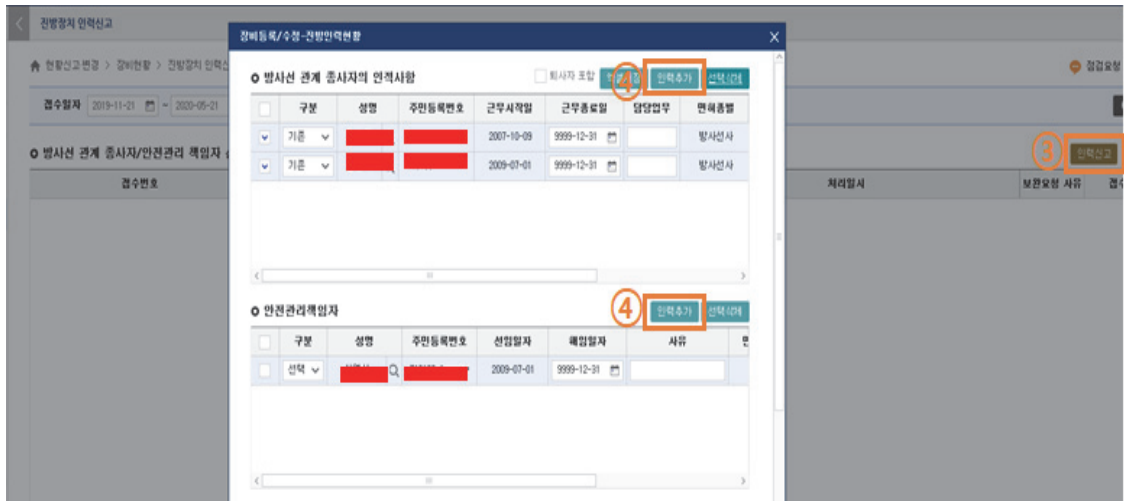 진방장치 인력신고
장비등록/수정-진방인력현황
현황신고·변경 > 장비현황 > 진방장치 인력신
점검요청
방사선 관계 종사자의 인적사항
퇴사자 포함
④
인력추가
선택삭제
접수일자 2019-11-21 - 2020-05-21
구분 성명 주민등록번호 근무시작일 근무종료일 담당업무 면허종별
기존 2007-10-09 9999-12-31 방사선사
기존 2009-07-01 9999-12-31 방사선사
방사선 관계 종사자/안전관리 책임자
③
인력신고
접수번호
처리일시
보완요청 사유
접수
안전관리책임자
④
인력추가
선택삭제
구분 성명 주민등록번호 선임일자 해임일자 사유
선택 2009-07-01 9999-12-31